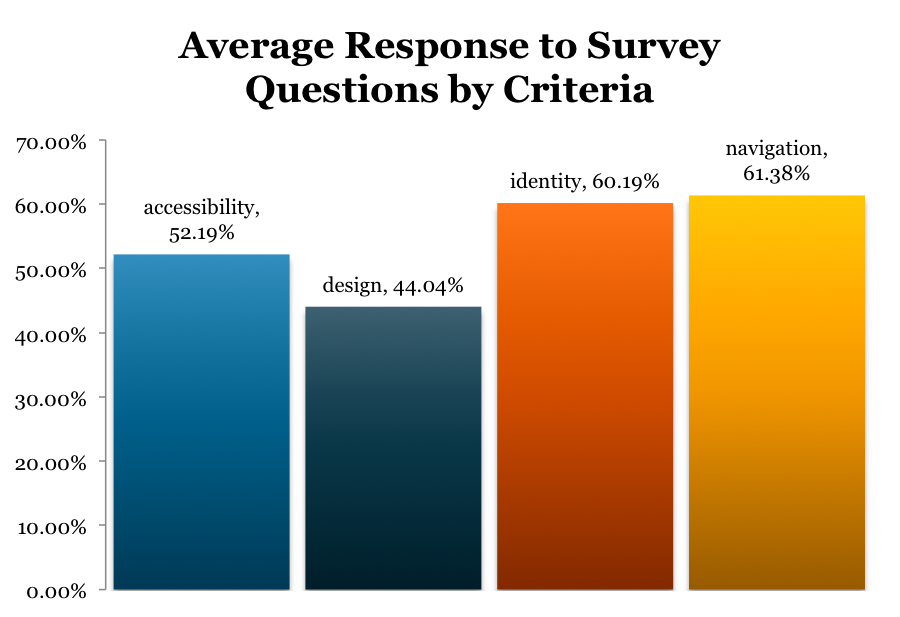 Average Response to Survey
Questions by Criteria
70.00%
60.00%
50.00%
40.00%
30.00%
20.00%
10.00%
0.00%
accessibility,
52.19%
design, 44.04%
identity, 60.19%
navigation,
61.38%